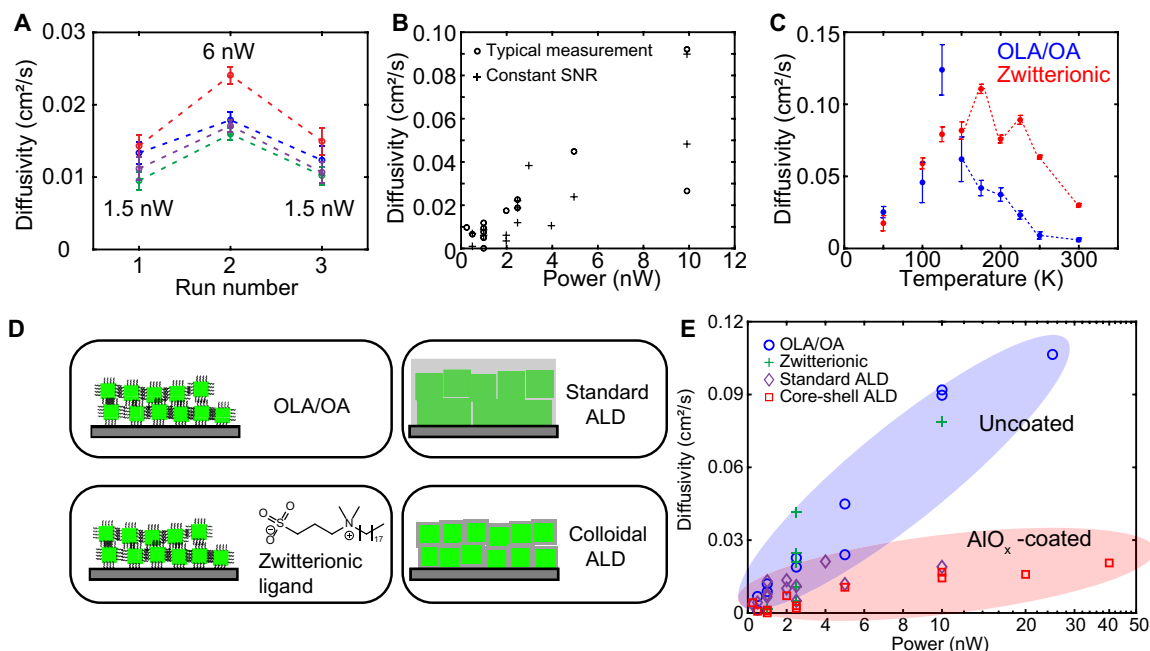 A
Diffusivity (cm²/s)
0.03
0.02
0.01
0
6 nW
1.5 nW
1.5 nW
1
2
3
Run number
B
Diffusivity (cm²/s)
0.10
0.08
0.06
0.04
0.02
0
Typical measurement
Constant SNR
0 2 4 6 8 10 12
Power (nW)
C
Diffusivity (cm²/s)
0.15
0.10
0.05
0
OLA/OA
Zwitterionic
0 100 200 300
Temperature (K)
D
OLA/OA
Standard
ALD
O
O
S
O
⊖
N
⊕
17
Zwitterionic
ligand
Colloidal
ALD
E
Diffusivity (cm²/s)
0.12
0.09
0.06
0.03
0
OLA/OA
Zwitterionic
Standard ALD
Core-shell ALD
Uncoated
AlOx -coated
0 2 4 6 10 20 30 40 50
Power (nW)